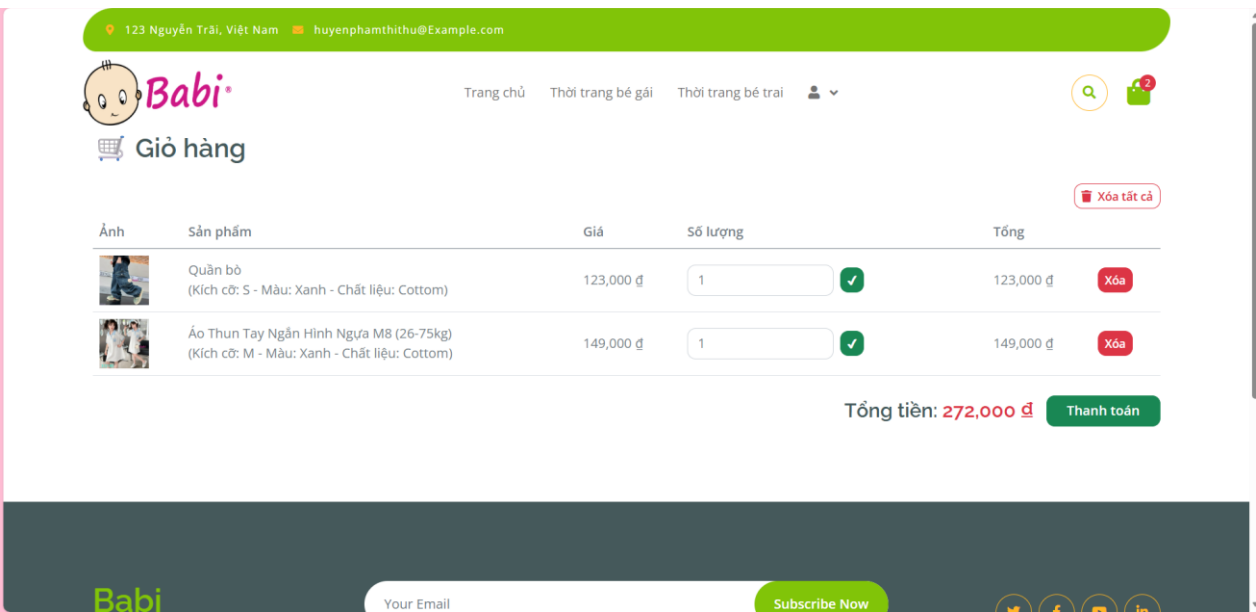 123 Nguyễn Trãi, Việt Nam huyenphamthithu@Example.com
Babi
Trang chủ Thời trang bé gái Thời trang bé trai
2
Giỏ hàng
Xóa tất cả
Ảnh Sản phẩm Giá Số lượng Tổng
Quần bò
(Kích cỡ: S - Màu: Xanh - Chất liệu: Cottom)
123,000 ₫ 1 123,000 ₫ Xóa
Áo Thun Tay Ngắn Hình Ngựa M8 (26-75kg)
(Kích cỡ: M - Màu: Xanh - Chất liệu: Cottom)
149,000 ₫ 1 149,000 ₫ Xóa
Tổng tiền: 272,000 ₫ Thanh toán
Babi
Your Email Subscribe Now